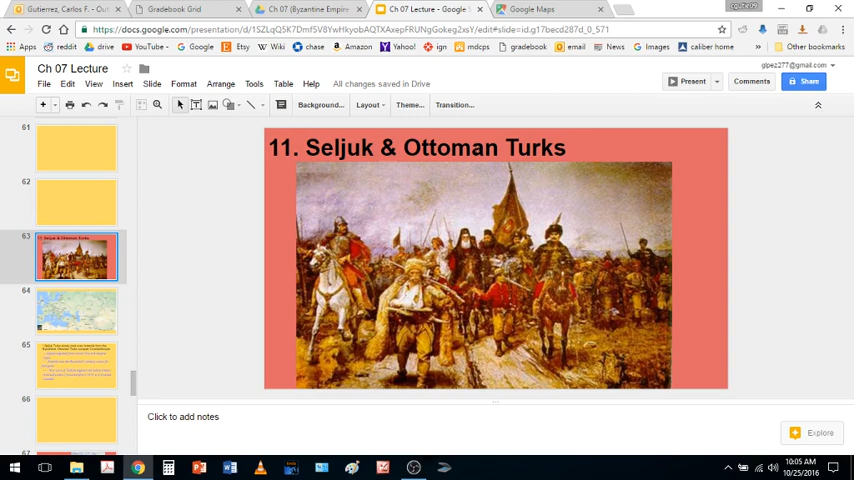 Gutierrez, Carlos F. - Out
Gradebook Grid
Ch 07 (Byzantine Empire
Ch 07 Lecture - Google S
Google Maps
https://docs.google.com/presentation/d/1SZLqQ5K7Dmf5V8YwHkyobAQTXAxepFRUNgGokeg2xsY/edit#slide=id.g17becd287d_0_571
Apps
reddit
drive
YouTube
Google
Etsy
Wiki
Amazon
Yahoo!
ign
mdcps
gradebook
eBay
News
Images
caliber home
Other bookmarks
Ch 07 Lecture
glpez277@gmail.com
File Edit View Insert Slide Format Arrange Tools Table Help All changes saved in Drive
Present
Comments
Share
Background...
Layout
Theme...
Transition...
61
62
63
64
65
66
11. Seljuk & Ottoman Turks
Click to add notes
Explore
10:05 AM
10/25/2016